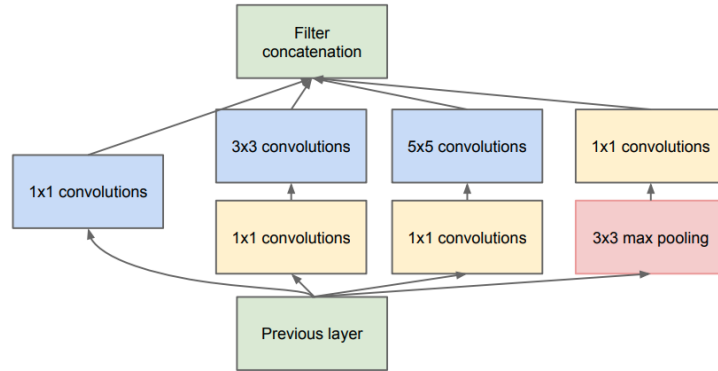 Filter
concatenation
3x3 convolutions
5x5 convolutions
1x1 convolutions
1x1 convolutions
1x1 convolutions
1x1 convolutions
3x3 max pooling
Previous layer